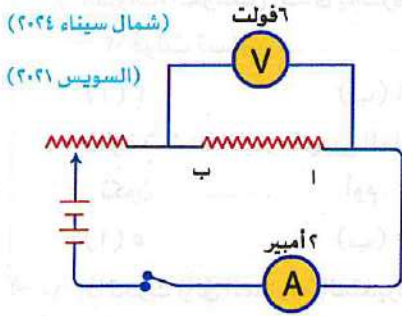 ٦فولت
(شمال سيناء ٢٠٢٤)
V
(السويس ٢٠٢١)
ب
ا
٢أمبير
A